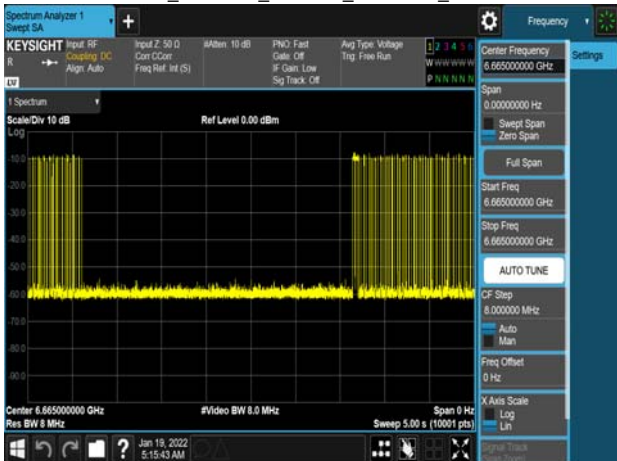 Spectrum Analyzer 1
Swept SA
+
Frequency
KEYSIGHT
R
Input: RF
Coupling: DC
Align: Auto
Input Z: 50 Ω
Corr CCorr
Freq Ref: Int (S)
#Atten: 10 dB
PNO: Fast
Gate: Off
IF Gain: Low
Sig Track: Off
Avg Type: Voltage
Trig: Free Run
1 2 3 4 5 6
W W W W W W
P N N N N N
Center Frequency
6.665000000 GHz
Settings
Span
0.00000000 Hz
Swept Span
Zero Span
Full Span
Start Freq
6.665000000 GHz
Stop Freq
6.665000000 GHz
AUTO TUNE
CF Step
8.000000 MHz
Auto
Man
Freq Offset
0 Hz
X Axis Scale
Log
Lin
Signal Track
1 Spectrum
Scale/Div 10 dB
Ref Level 0.00 dBm
Log
-10.0
-20.0
-30.0
-40.0
-50.0
-60.0
-70.0
-80.0
-90.0
Center 6.665000000 GHz
#Video BW 8.0 MHz
Span 0 Hz
Res BW 8 MHz
Sweep 5.00 s (10001 pts)
?
Jan 19, 2022
5:15:43 AM